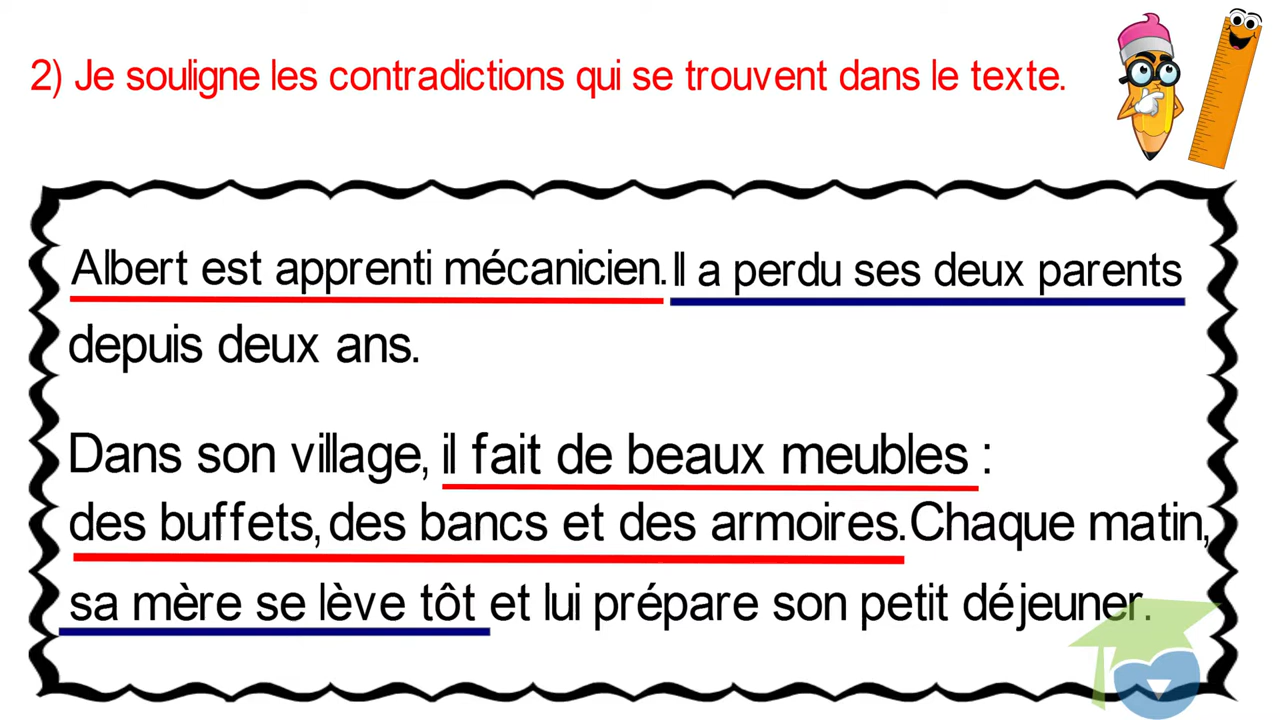 2) Je souligne les contradictions qui se trouvent dans le texte.
Albert est apprenti mécanicien. Il a perdu ses deux parents
depuis deux ans.
Dans son village, il fait de beaux meubles :
des buffets, des bancs et des armoires. Chaque matin,
sa mère se lève tôt et lui prépare son petit déjeuner.